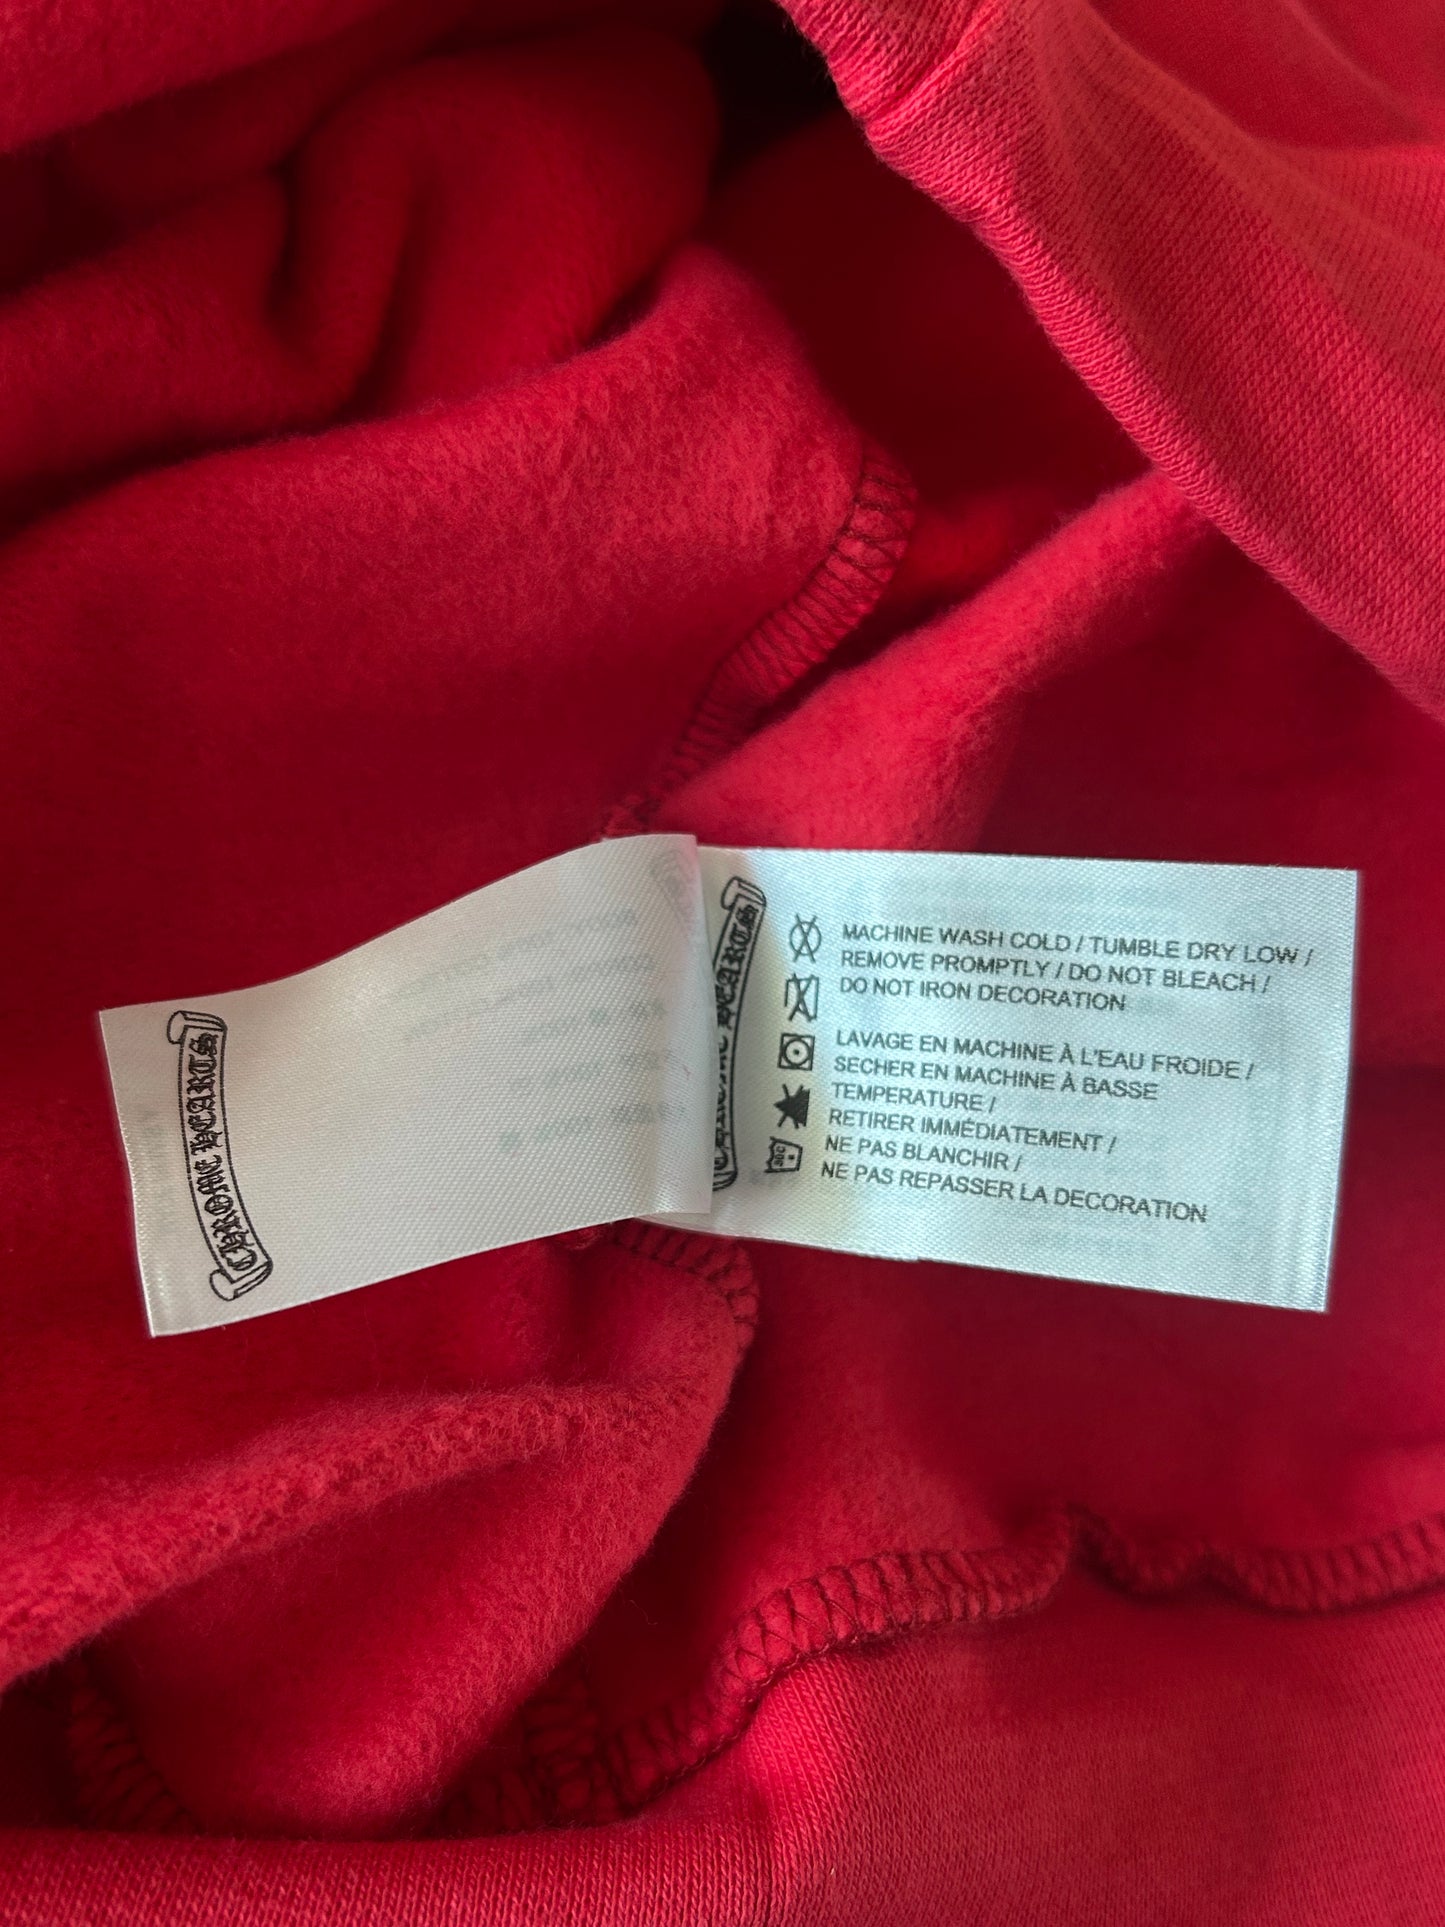 CHROME HEARTS
CHROME HEARTS
MACHINE WASH COLD / TUMBLE DRY LOW /
REMOVE PROMPTLY / DO NOT BLEACH /
DO NOT IRON DECORATION
LAVAGE EN MACHINE À L'EAU FROIDE /
SECHER EN MACHINE À BASSE
TEMPERATURE /
RETIRER IMMÉDIATEMENT /
NE PAS BLANCHIR /
NE PAS REPASSER LA DECORATION